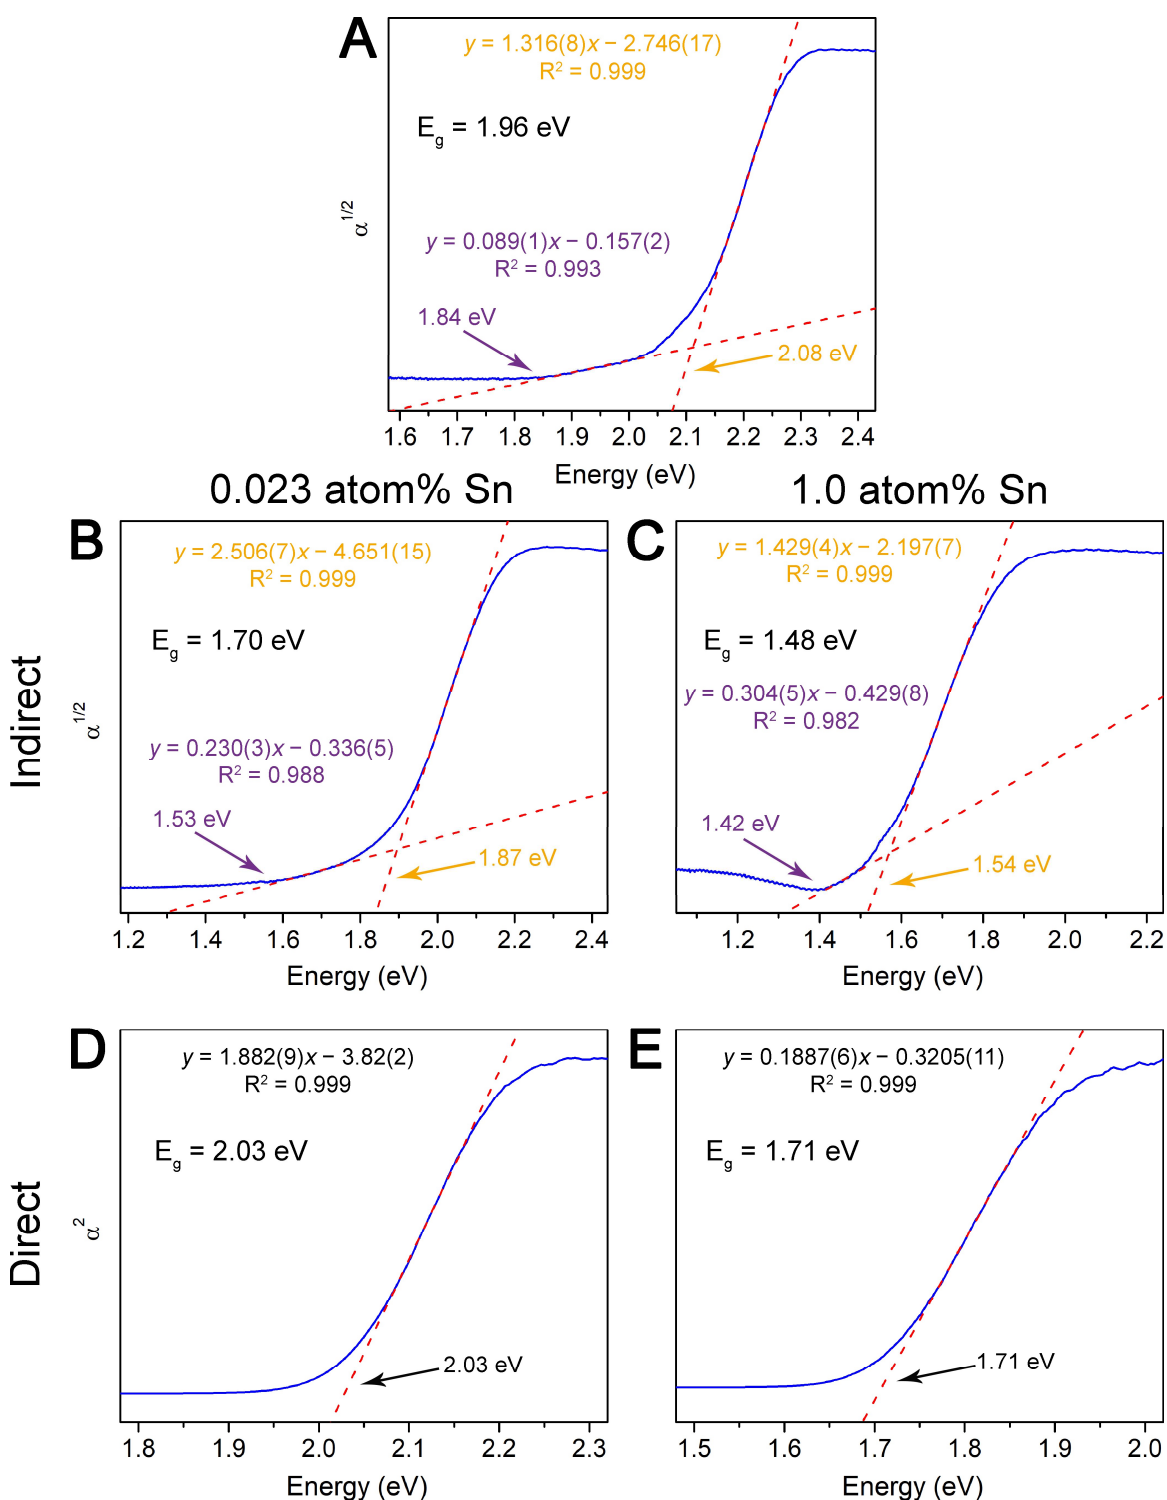 A
y = 1.316(8)x − 2.746(17)
R² = 0.999
E_g = 1.96 eV
y = 0.089(1)x − 0.157(2)
R² = 0.993
1.84 eV
2.08 eV
α^1/2
1.6 1.7 1.8 1.9 2.0 2.1 2.2 2.3 2.4
Energy (eV)
0.023 atom% Sn
1.0 atom% Sn
Indirect
B
y = 2.506(7)x − 4.651(15)
R² = 0.999
E_g = 1.70 eV
y = 0.230(3)x − 0.336(5)
R² = 0.988
1.53 eV
1.87 eV
α^1/2
1.2 1.4 1.6 1.8 2.0 2.2 2.4
Energy (eV)
C
y = 1.429(4)x − 2.197(7)
R² = 0.999
E_g = 1.48 eV
y = 0.304(5)x − 0.429(8)
R² = 0.982
1.42 eV
1.54 eV
1.2 1.4 1.6 1.8 2.0 2.2
Energy (eV)
Direct
D
y = 1.882(9)x − 3.82(2)
R² = 0.999
E_g = 2.03 eV
2.03 eV
α²
1.8 1.9 2.0 2.1 2.2 2.3
Energy (eV)
E
y = 0.1887(6)x − 0.3205(11)
R² = 0.999
E_g = 1.71 eV
1.71 eV
1.5 1.6 1.7 1.8 1.9 2.0
Energy (eV)